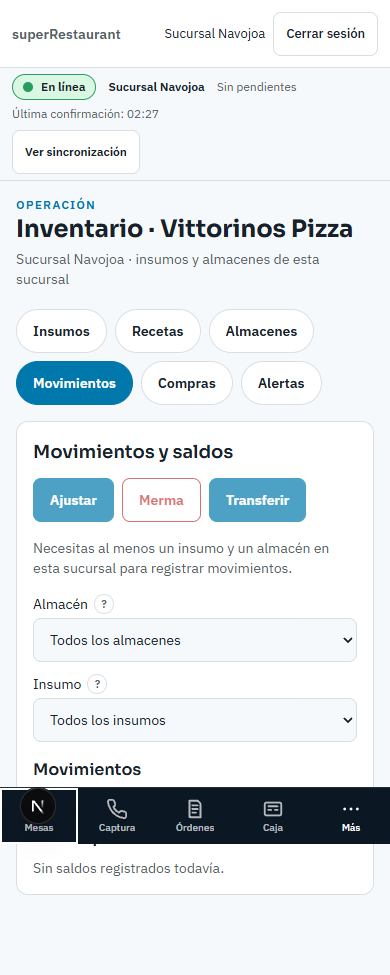 superRestaurant
Sucursal Navojoa
Cerrar sesión
En línea
Sucursal Navojoa
Sin pendientes
Última confirmación: 02:27
Ver sincronización
OPERACIÓN
Inventario · Vittorinos Pizza
Sucursal Navojoa · insumos y almacenes de esta
sucursal
Insumos
Recetas
Almacenes
Movimientos
Compras
Alertas
Movimientos y saldos
Ajustar
Merma
Transferir
Necesitas al menos un insumo y un almacén en
esta sucursal para registrar movimientos.
Almacén ?
Todos los almacenes
Insumo ?
Todos los insumos
Movimientos
N
Mesas
Captura
Órdenes
Caja
Más
Sin saldos registrados todavía.